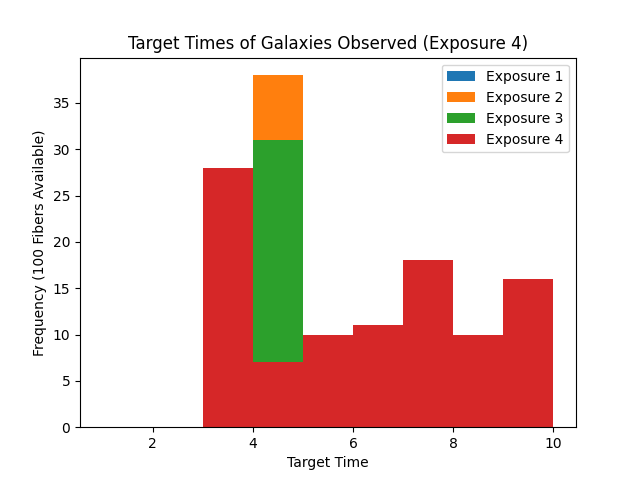 Target Times of Galaxies Observed (Exposure 4)
Exposure 1
Exposure 2
Exposure 3
Exposure 4
Frequency (100 Fibers Available)
35
30
25
20
15
10
5
0
2
4
6
8
10
Target Time